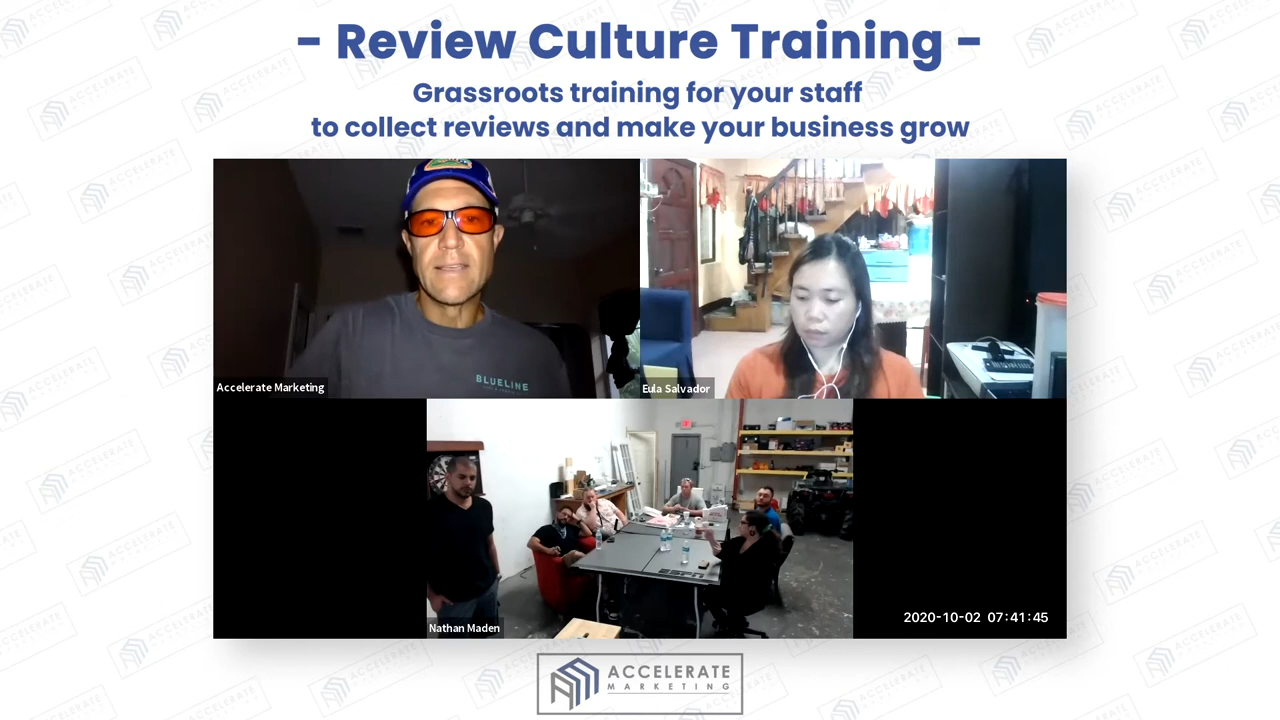 - Review Culture Training -
Grassroots training for your staff
to collect reviews and make your business grow
BLUELINE
Accelerate Marketing
Eula Salvador
ESPN
Nathan Maden
2020-10-02 07:41:45
ACCELERATE
MARKETING